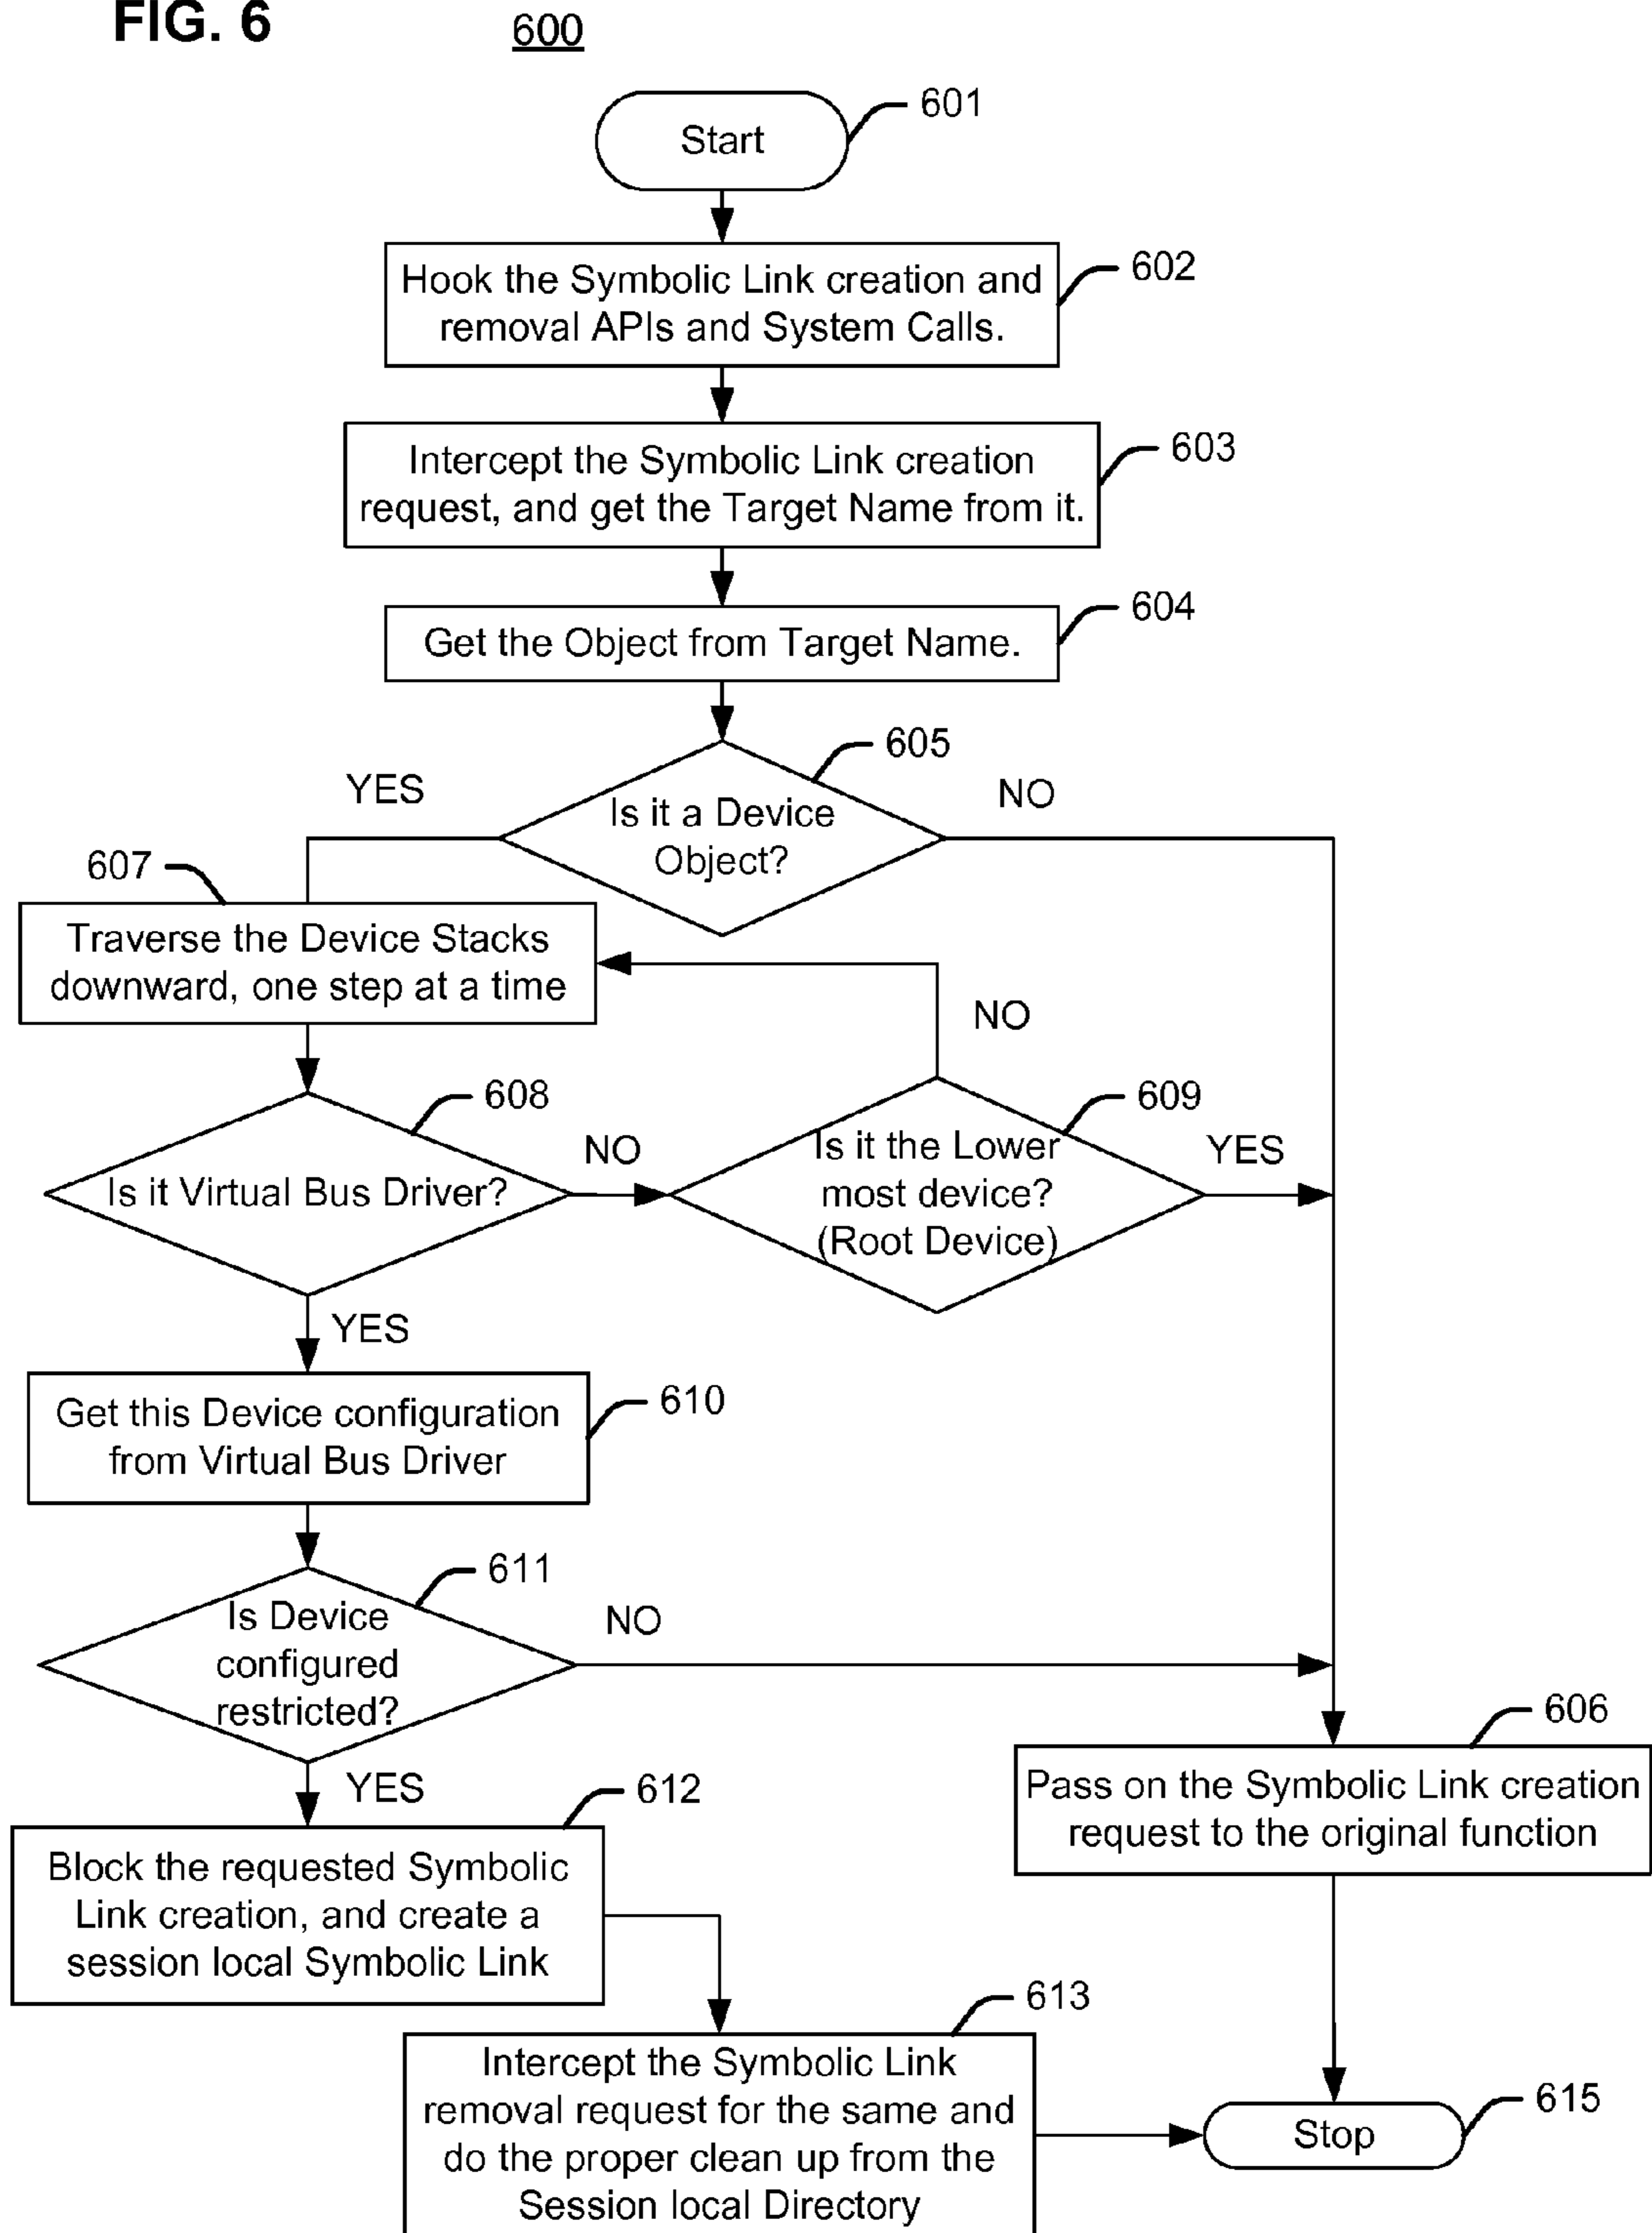 FIG. 6
600
601
Start
602
Hook the Symbolic Link creation and
removal APIs and System Calls.
603
Intercept the Symbolic Link creation
request, and get the Target Name from it.
604
Get the Object from Target Name.
605
YES
NO
Is it a Device
Object?
607
Traverse the Device Stacks
downward, one step at a time
NO
608
609
Is it Virtual Bus Driver?
NO
Is it the Lower
most device?
(Root Device)
YES
YES
610
Get this Device configuration
from Virtual Bus Driver
611
Is Device
configured
restricted?
NO
606
Pass on the Symbolic Link creation
request to the original function
YES
612
Block the requested Symbolic
Link creation, and create a
session local Symbolic Link
613
Intercept the Symbolic Link
removal request for the same and
do the proper clean up from the
Session local Directory
615
Stop